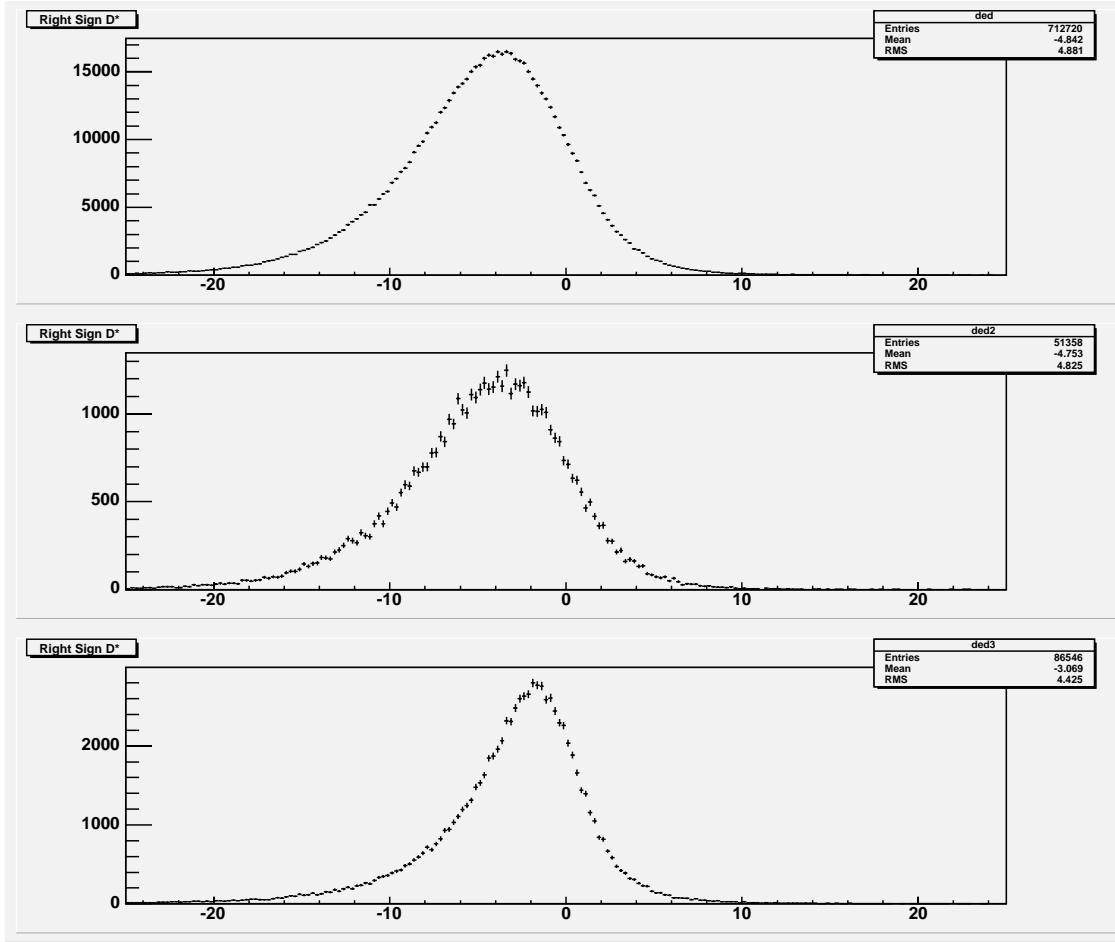 Right Sign D*
ded
Entries 712720
Mean -4.842
RMS 4.881
15000
10000
5000
0
-20 -10 0 10 20
Right Sign D*
ded2
Entries 51358
Mean -4.753
RMS 4.825
1000
500
0
-20 -10 0 10 20
Right Sign D*
ded3
Entries 86546
Mean -3.069
RMS 4.425
2000
1000
0
-20 -10 0 10 20